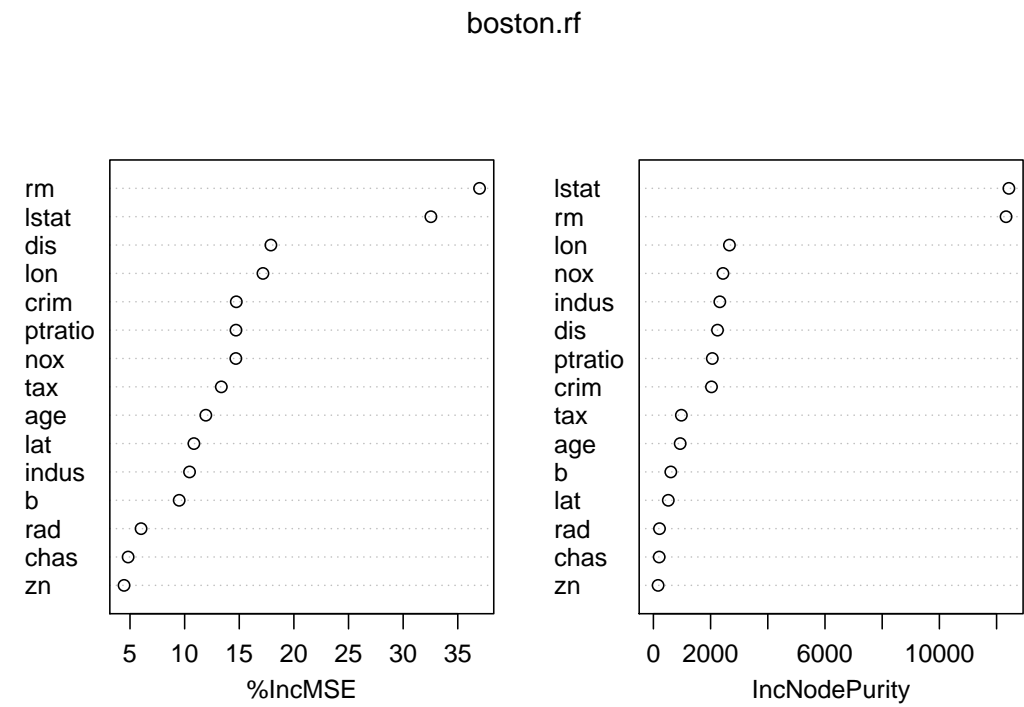 boston.rf
rm
lstat
dis
lon
crim
ptratio
nox
tax
age
lat
indus
b
rad
chas
zn
5 10 15 20 25 30 35
%IncMSE
lstat
rm
lon
nox
indus
dis
ptratio
crim
tax
age
b
lat
rad
chas
zn
0 2000 6000 10000
IncNodePurity